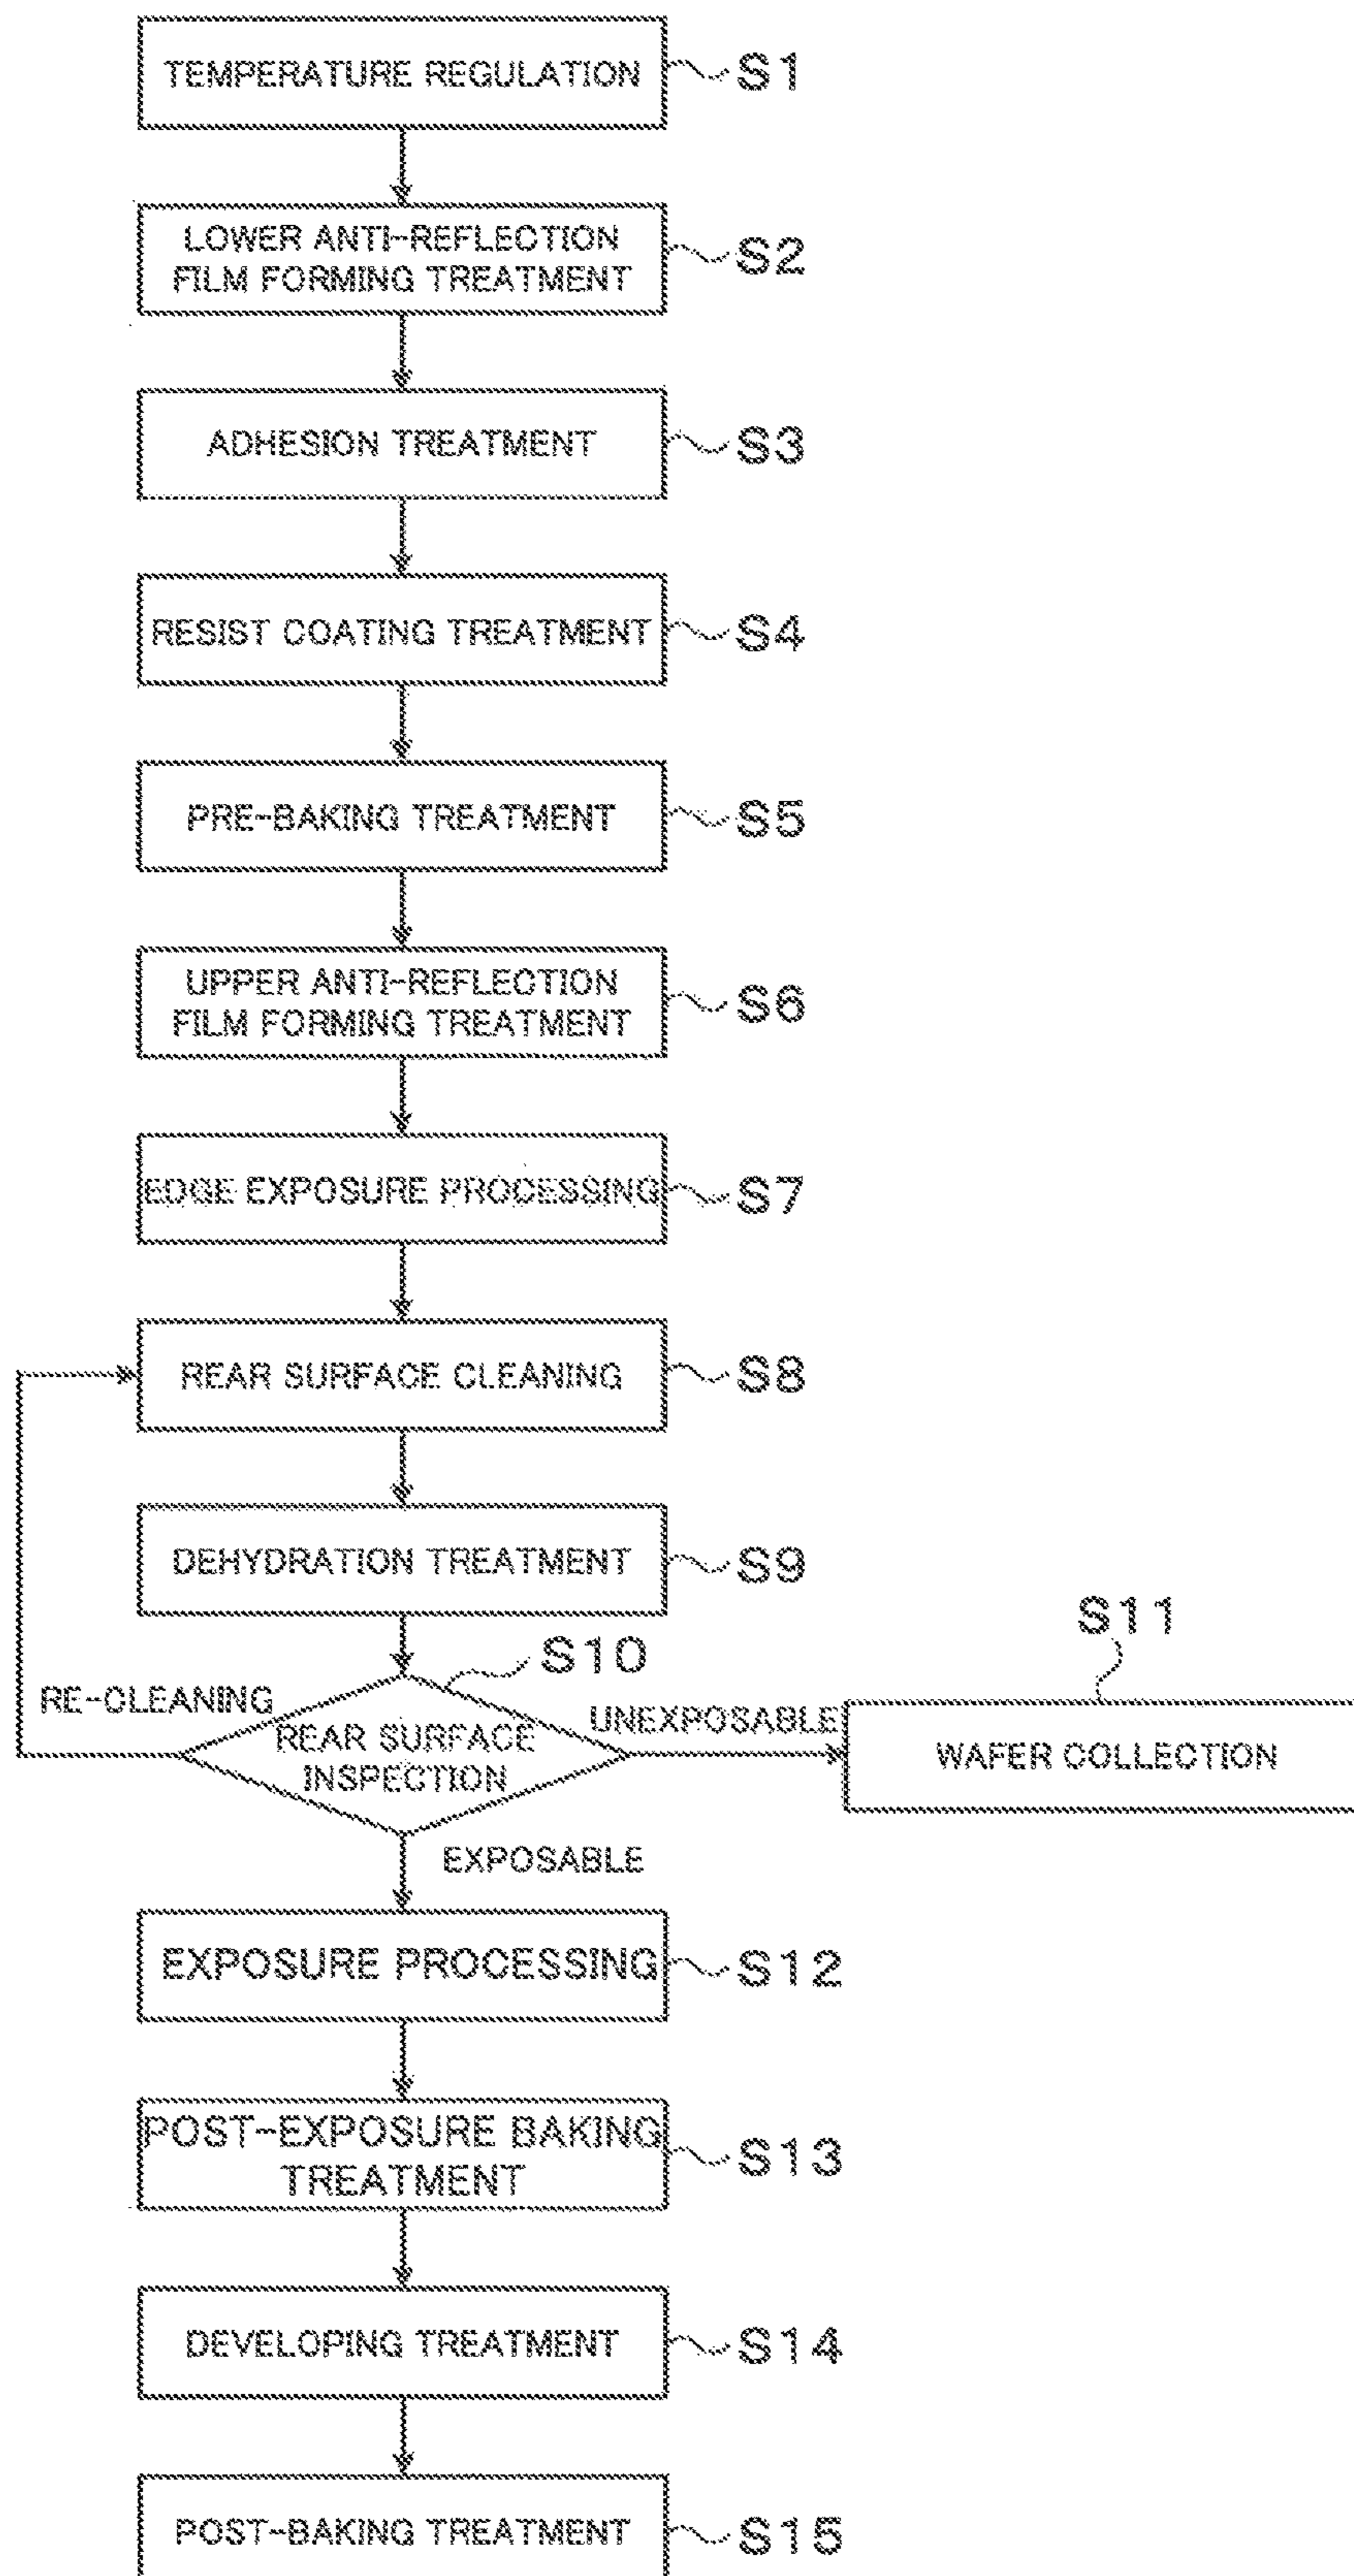 TEMPERATURE REGULATION
S1
LOWER ANTI-REFLECTION
FILM FORMING TREATMENT
S2
ADHESION TREATMENT
S3
RESIST COATING TREATMENT
S4
PRE-BAKING TREATMENT
S5
UPPER ANTI-REFLECTION
FILM FORMING TREATMENT
S6
EDGE EXPOSURE PROCESSING
S7
REAR SURFACE CLEANING
S8
DEHYDRATION TREATMENT
S9
S10
RE-CLEANING
REAR SURFACE
INSPECTION
UNEXPOSABLE
S11
WAFER COLLECTION
EXPOSABLE
EXPOSURE PROCESSING
S12
POST-EXPOSURE BAKING
TREATMENT
S13
DEVELOPING TREATMENT
S14
POST-BAKING TREATMENT
S15